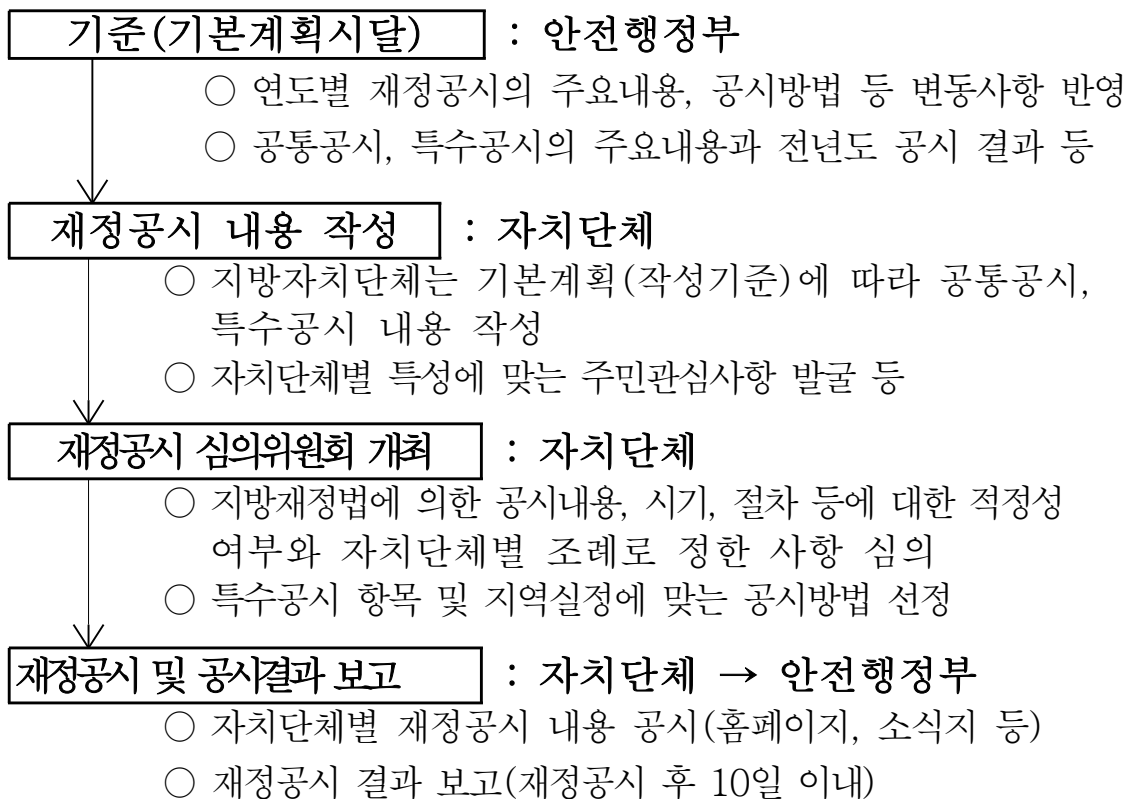 기준(기본계획시달) : 안전행정부
○ 연도별 재정공시의 주요내용, 공시방법 등 변동사항 반영
○ 공통공시, 특수공시의 주요내용과 전년도 공시 결과 등
재정공시 내용 작성 : 자치단체
○ 지방자치단체는 기본계획(작성기준)에 따라 공통공시,
특수공시 내용 작성
○ 자치단체별 특성에 맞는 주민관심사항 발굴 등
재정공시 심의위원회 개최 : 자치단체
○ 지방재정법에 의한 공시내용, 시기, 절차 등에 대한 적정성
여부와 자치단체별 조례로 정한 사항 심의
○ 특수공시 항목 및 지역실정에 맞는 공시방법 선정
재정공시 및 공시결과 보고 : 자치단체 → 안전행정부
○ 자치단체별 재정공시 내용 공시(홈페이지, 소식지 등)
○ 재정공시 결과 보고(재정공시 후 10일 이내)